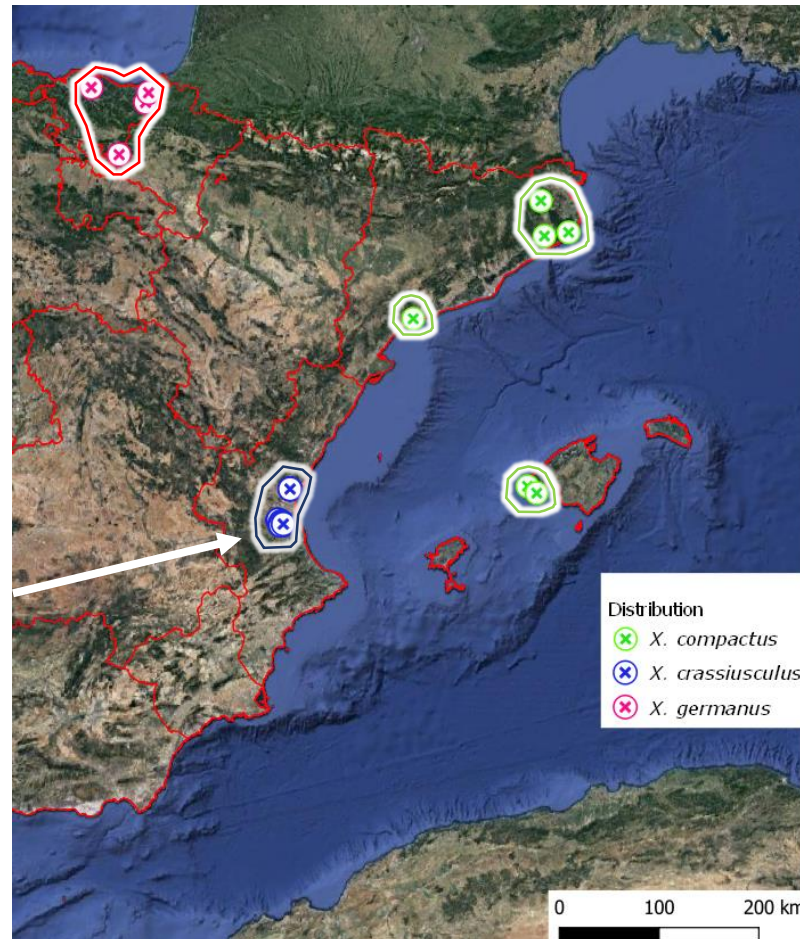 Distribution
X. compactus
X. crassiusculus
X. germanus
0 100 200 km